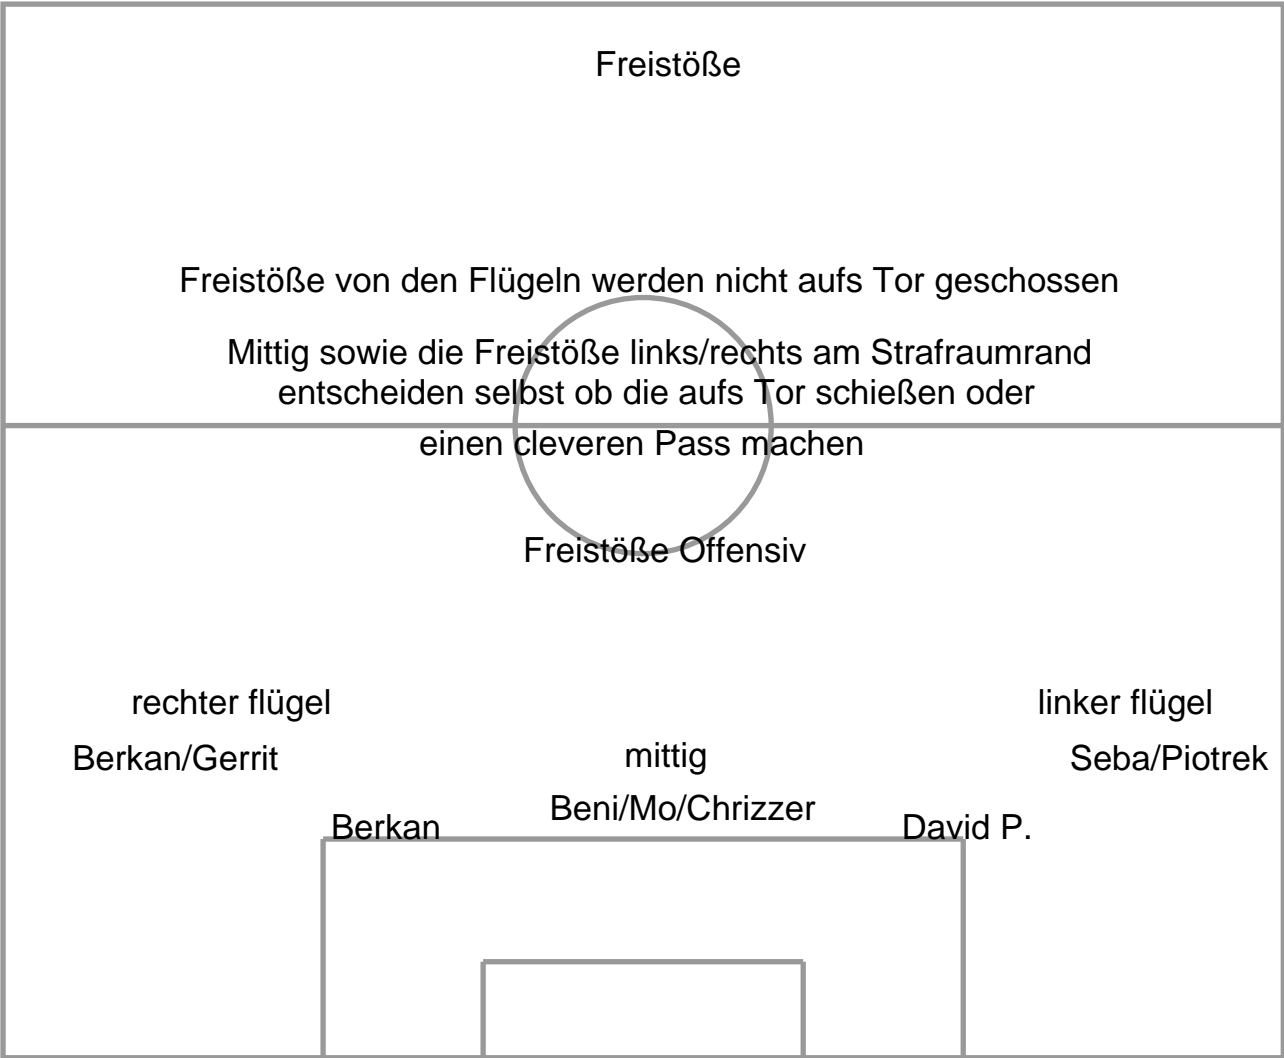 Freistöße
Freistöße von den Flügeln werden nicht aufs Tor geschossen
Mittig sowie die Freistöße links/rechts am Strafraumrand
entscheiden selbst ob die aufs Tor schießen oder
einen cleveren Pass machen
Freistöße Offensiv
rechter flügel
linker flügel
Berkan/Gerrit
mittig
Seba/Piotrek
Beni/Mo/Chrizzer
Berkan
David P.